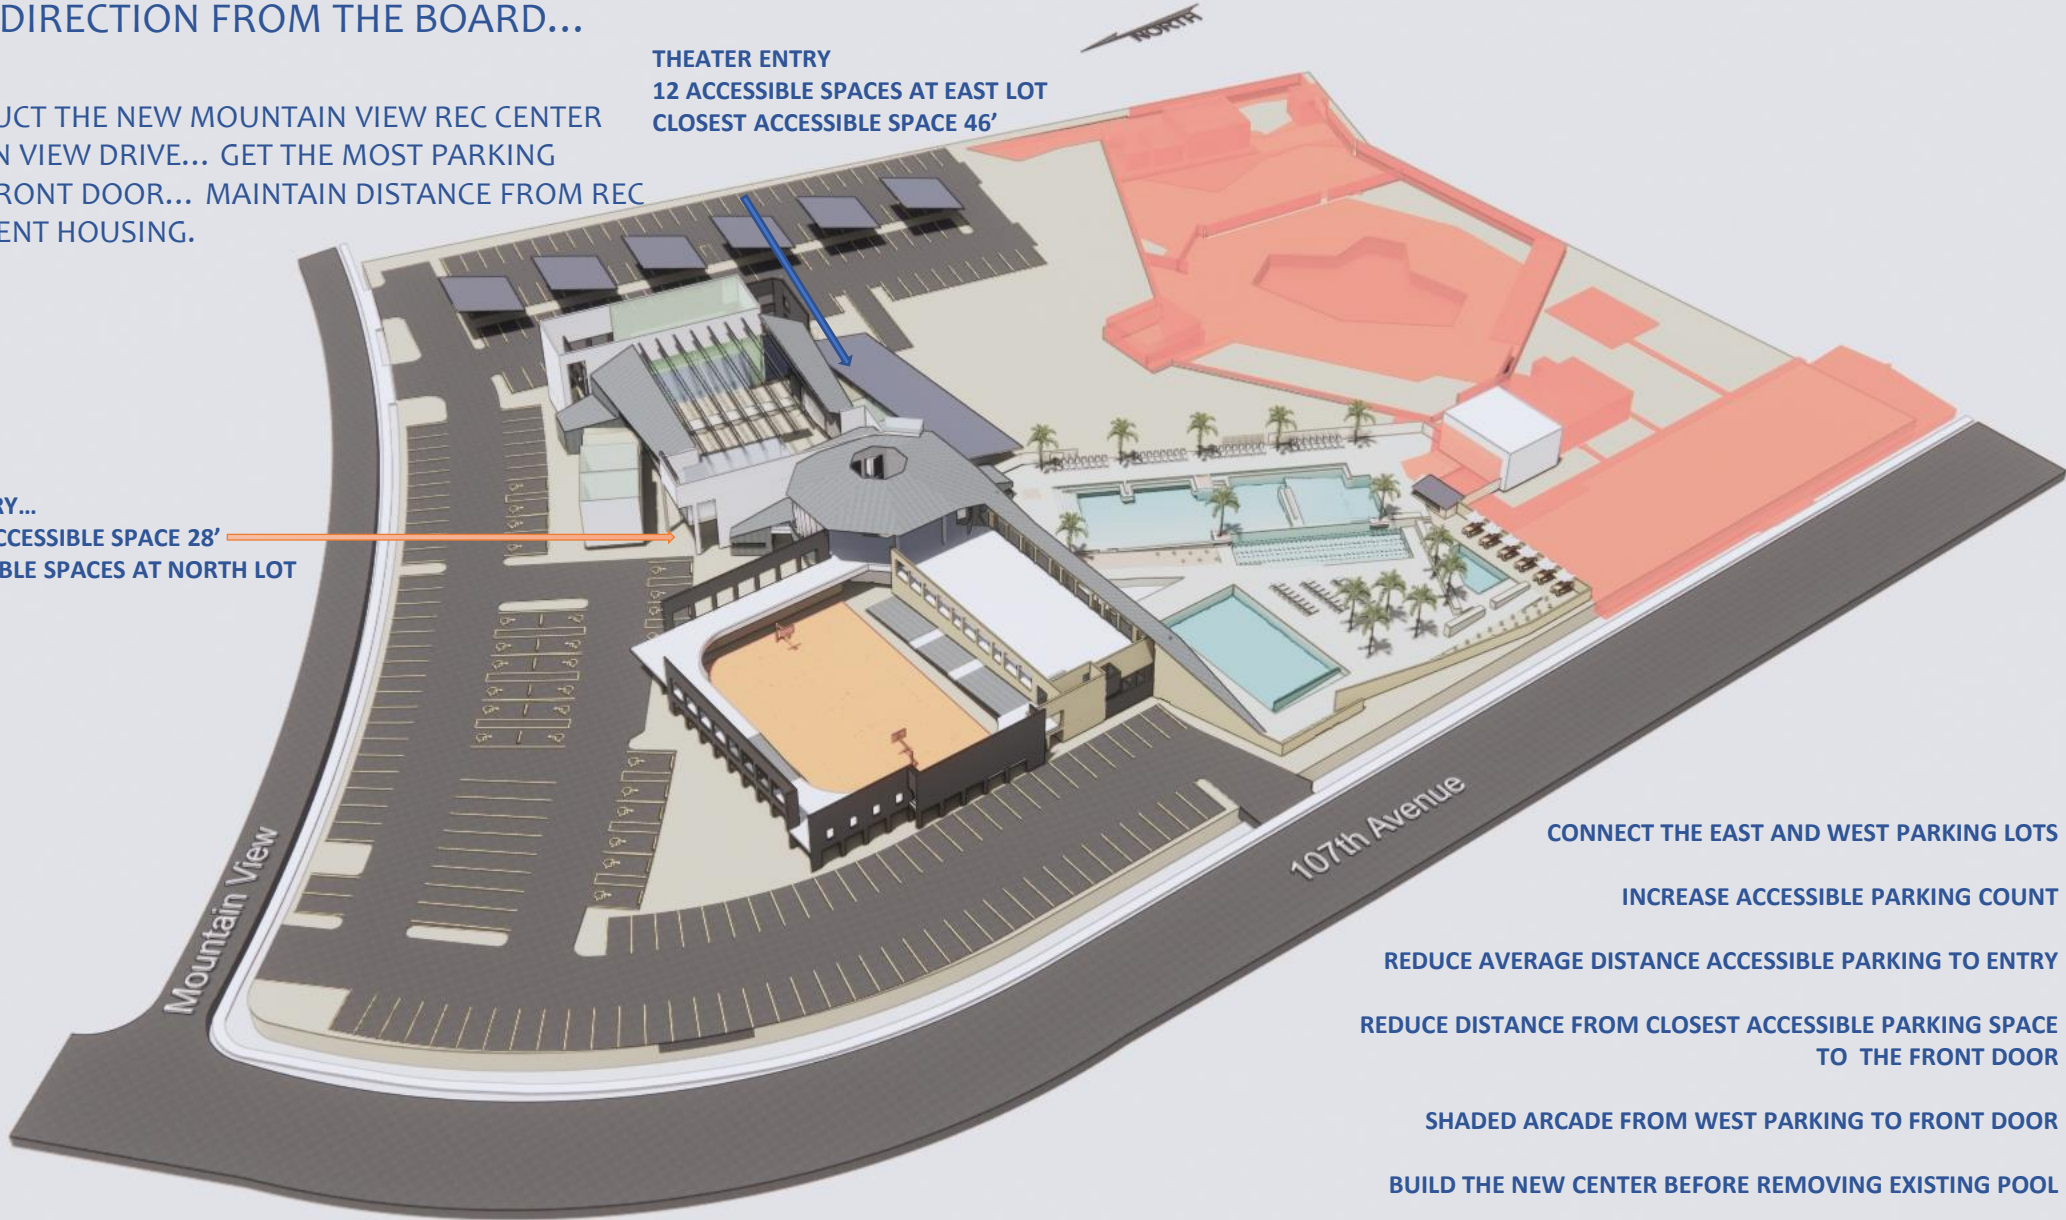 DIRECTION FROM THE BOARD...
NORTH
THEATER ENTRY
12 ACCESSIBLE SPACES AT EAST LOT
CLOSEST ACCESSIBLE SPACE 46’
UCT THE NEW MOUNTAIN VIEW REC CENTER
N VIEW DRIVE... GET THE MOST PARKING
RONT DOOR... MAINTAIN DISTANCE FROM REC
ENT HOUSING.
RY...
CCESSIBLE SPACE 28’
BLE SPACES AT NORTH LOT
Mountain View
107th Avenue
CONNECT THE EAST AND WEST PARKING LOTS
INCREASE ACCESSIBLE PARKING COUNT
REDUCE AVERAGE DISTANCE ACCESSIBLE PARKING TO ENTRY
REDUCE DISTANCE FROM CLOSEST ACCESSIBLE PARKING SPACE
TO THE FRONT DOOR
SHADED ARCADE FROM WEST PARKING TO FRONT DOOR
BUILD THE NEW CENTER BEFORE REMOVING EXISTING POOL